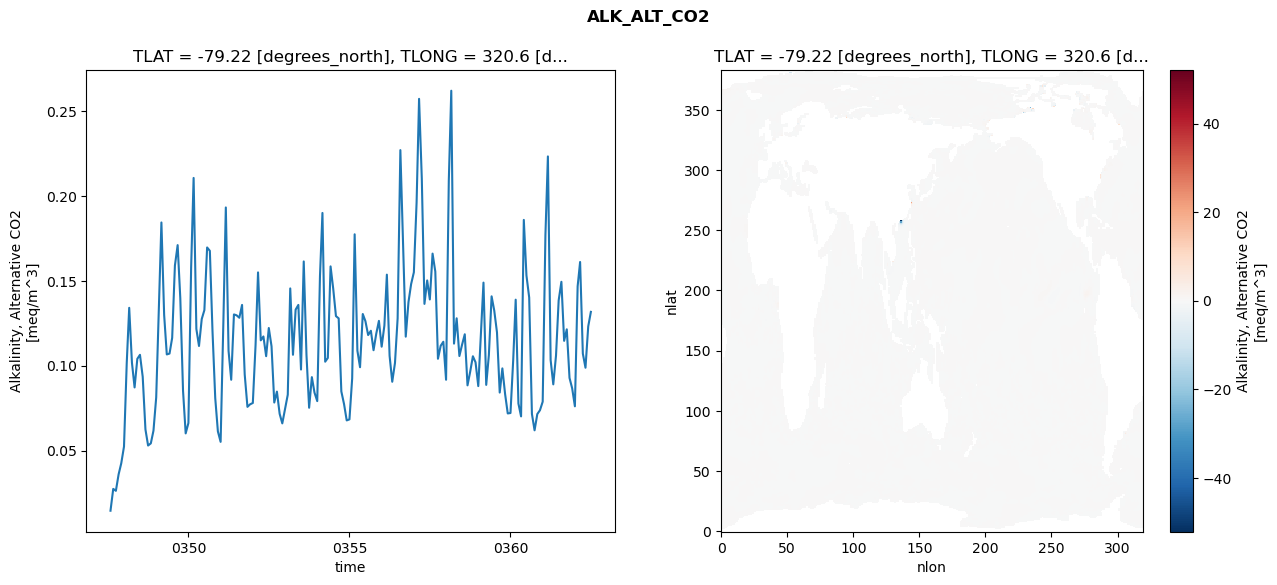 ALK_ALT_CO2
TLAT = -79.22 [degrees_north], TLONG = 320.6 [d...
0.25
0.20
0.15
0.10
0.05
Alkalinity, Alternative CO2
[meq/m^3]
0350
0355
0360
time
TLAT = -79.22 [degrees_north], TLONG = 320.6 [d...
350
300
250
200
150
100
50
0
nlat
0
50
100
150
200
250
300
nlon
40
20
0
−20
−40
Alkalinity, Alternative CO2
[meq/m^3]